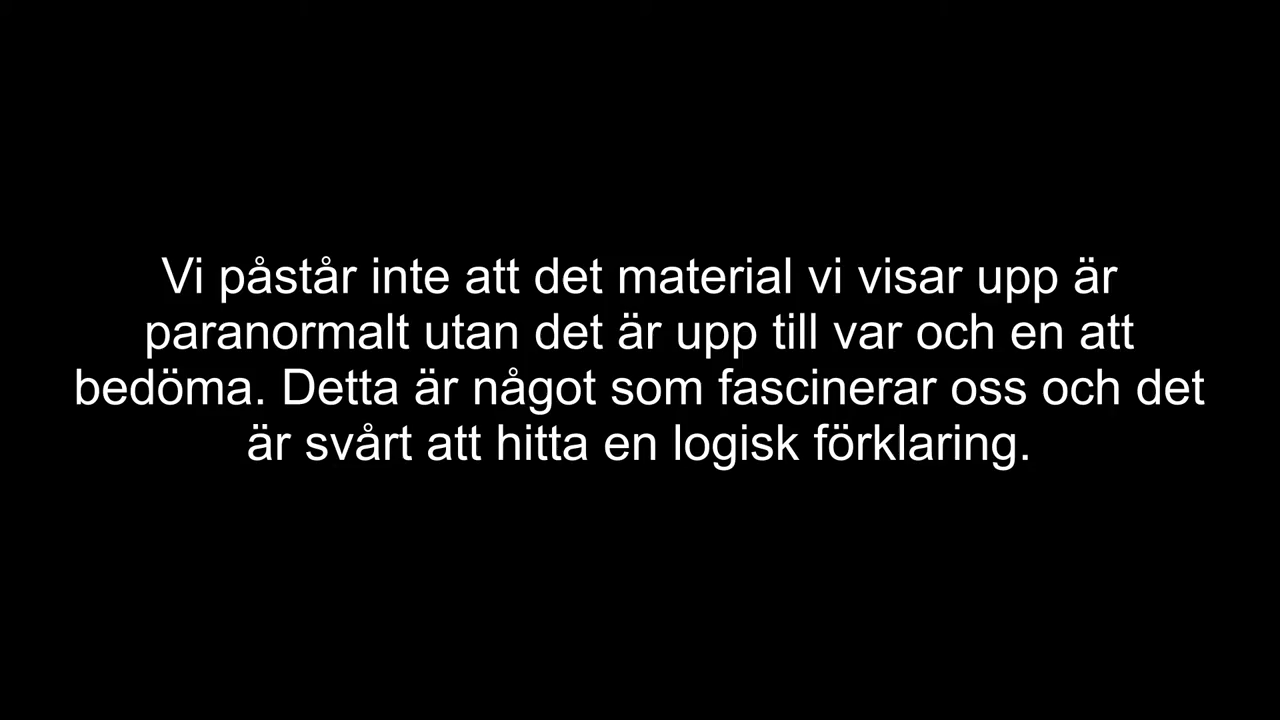 Vi påstår inte att det material vi visar upp är
paranormalt utan det är upp till var och en att
bedöma. Detta är något som fascinerar oss och det
är svårt att hitta en logisk förklaring.